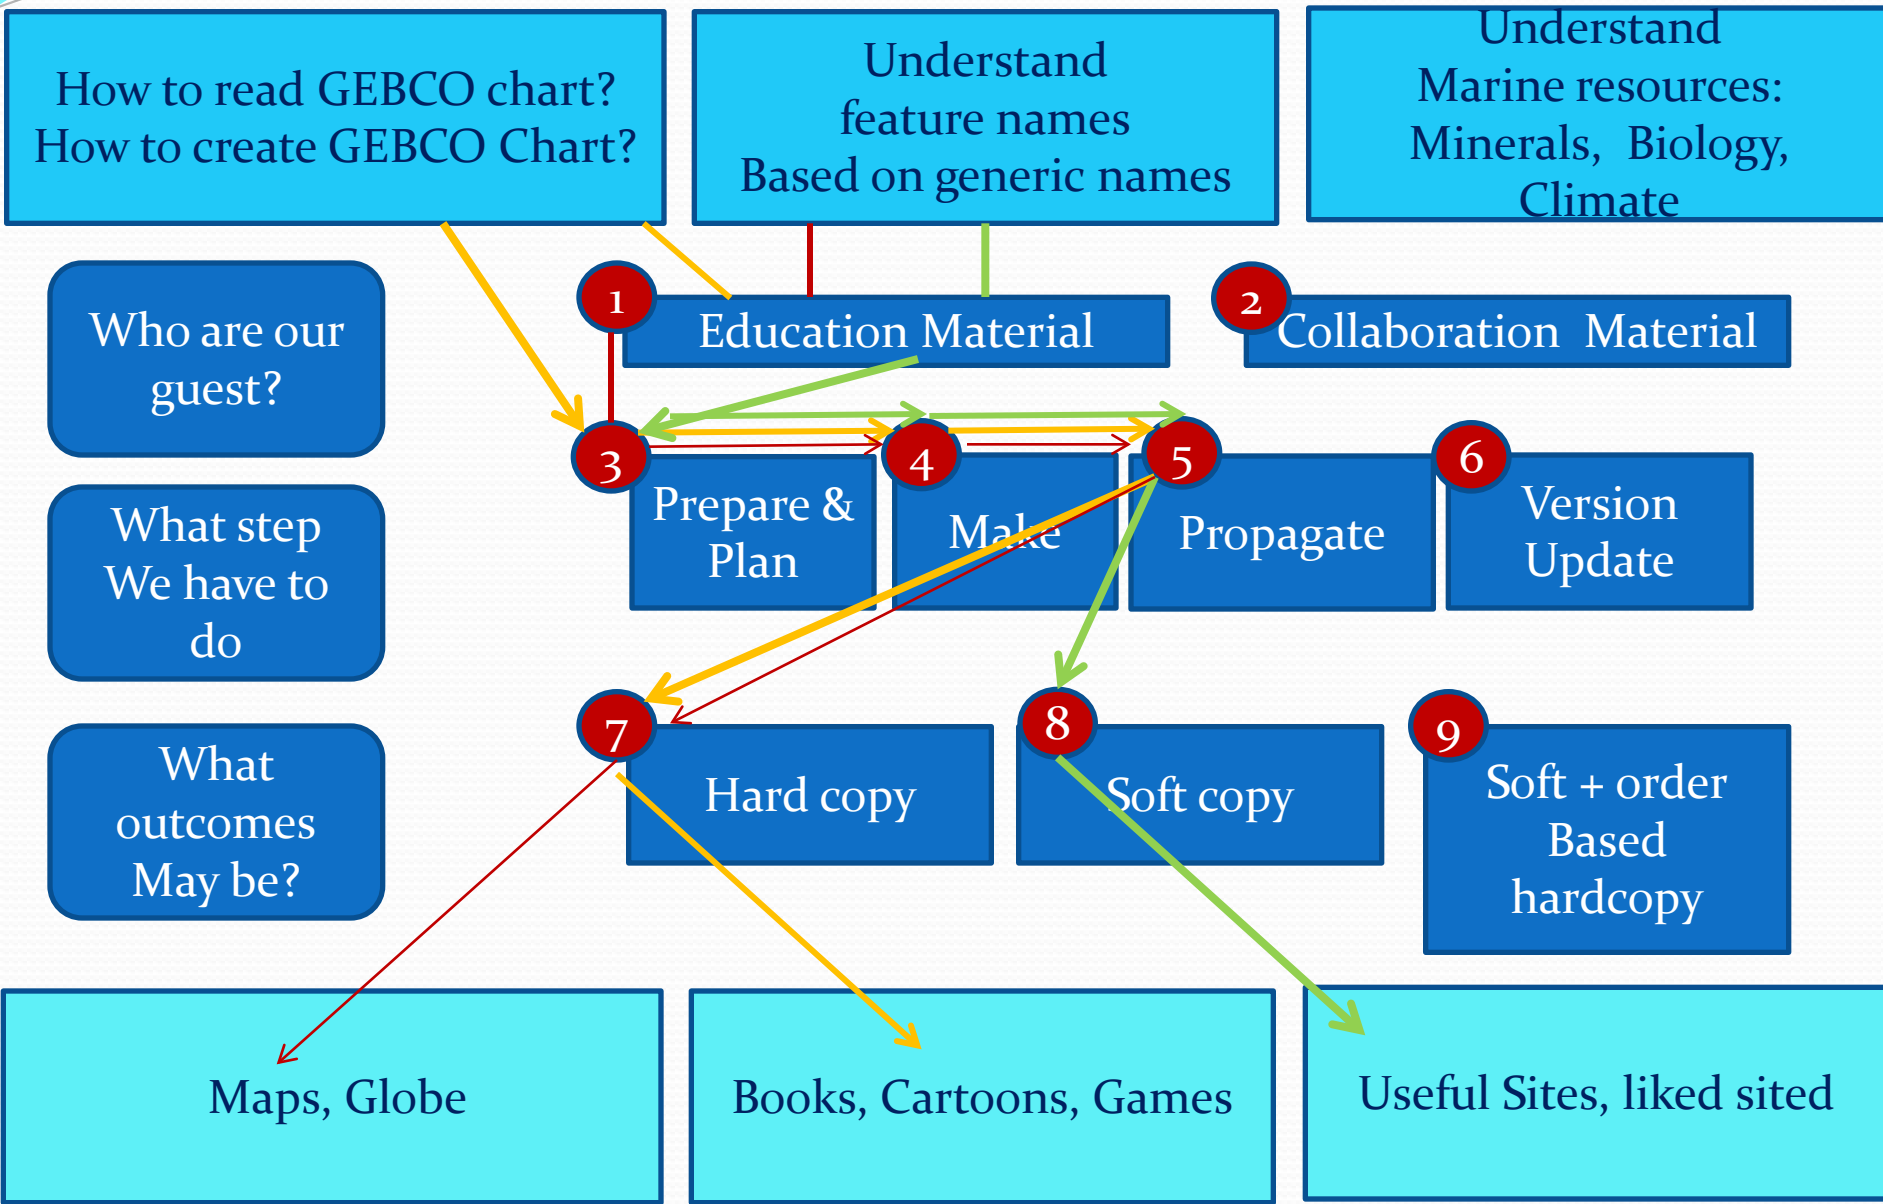 How to read GEBCO chart?
How to create GEBCO Chart?
Understand
feature names
Based on generic names
Understand
Marine resources:
Minerals, Biology,
Climate
Who are our
guest?
1
Education Material
2
Collaboration Material
What step
We have to
do
3
Prepare &
Plan
4
Make
5
Propagate
6
Version
Update
What
outcomes
May be?
7
Hard copy
8
Soft copy
9
Soft + order
Based
hardcopy
Maps, Globe
Books, Cartoons, Games
Useful Sites, liked sited